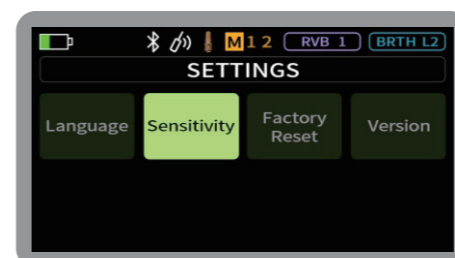 M 1 2 RVB 1 BRTH L2
SETTINGS
Language Sensitivity Factory Reset Version